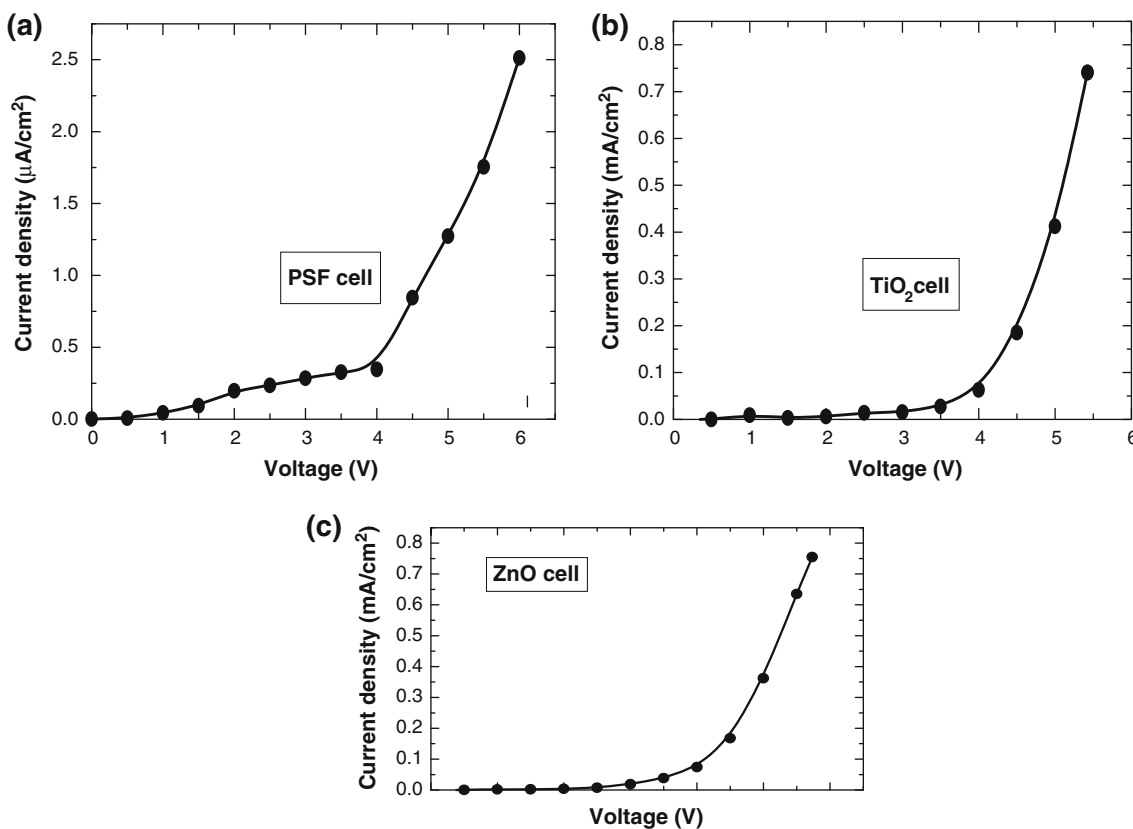 (a)
2.5
2.0
1.5
1.0
0.5
0.0
Current density (μA/cm²)
PSF cell
0 1 2 3 4 5 6
Voltage (V)
(b)
0.8
0.7
0.6
0.5
0.4
0.3
0.2
0.1
0.0
Current density (mA/cm²)
TiO₂cell
0 1 2 3 4 5 6
Voltage (V)
(c)
0.8
0.7
0.6
0.5
0.4
0.3
0.2
0.1
0.0
Current density (mA/cm²)
ZnO cell
Voltage (V)